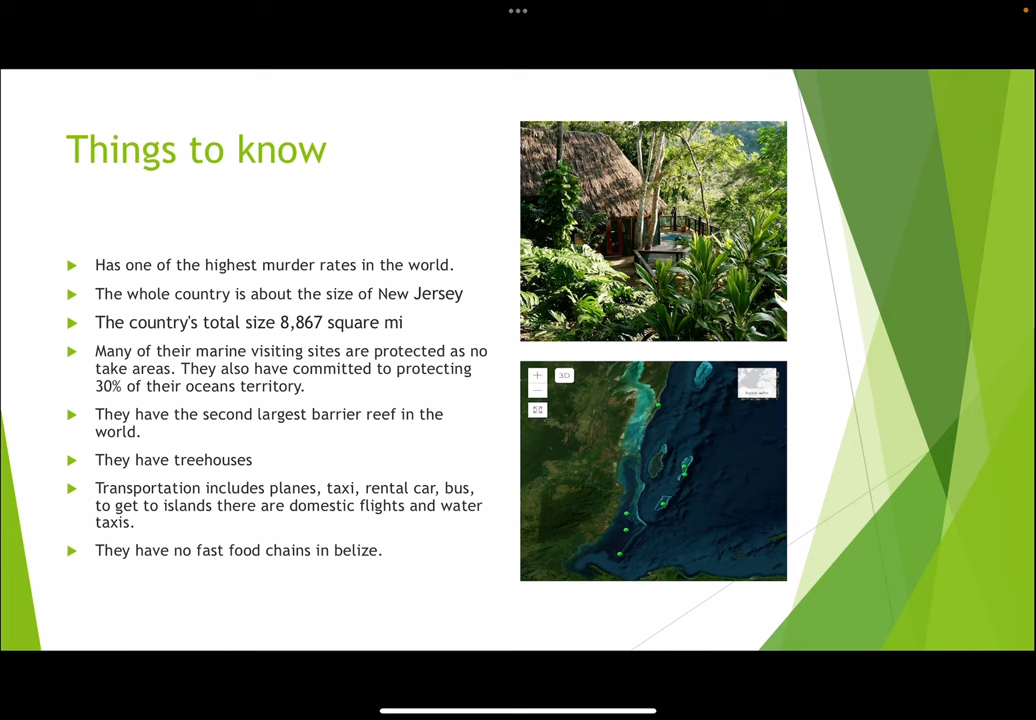 Things to know
Has one of the highest murder rates in the world.
The whole country is about the size of New Jersey
The country's total size 8,867 square mi
Many of their marine visiting sites are protected as no
take areas. They also have committed to protecting
30% of their oceans territory.
They have the second largest barrier reef in the
world.
They have treehouses
Transportation includes planes, taxi, rental car, bus,
to get to islands there are domestic flights and water
taxis.
They have no fast food chains in belize.
3D